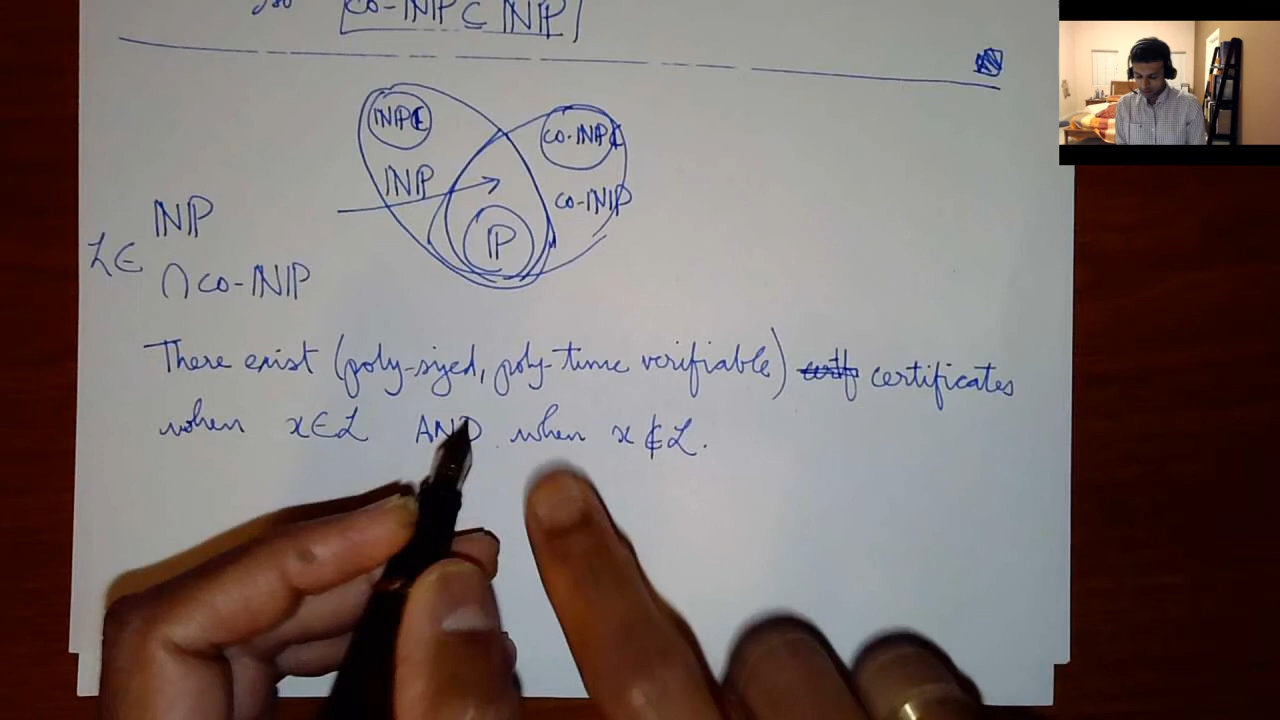 co-NP ⊆ NP
NPC
co-NPC
NP
co-NP
P
NP
L∈
∩ co-NP
There exist (poly-sized, poly-time verifiable) certificates
when x∈L AND when x∉L.